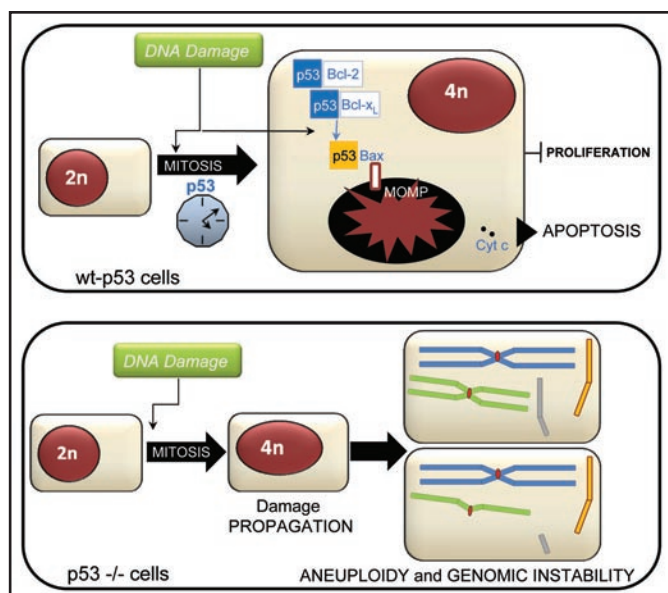 DNA Damage
p53 Bcl-2
p53 Bcl-xL
4n
2n
MITOSIS
p53
p53 Bax
MOMP
PROLIFERATION
Cyt c
APOPTOSIS
wt-p53 cells
DNA Damage
2n
MITOSIS
4n
Damage
PROPAGATION
p53 -/- cells
ANEUPLOIDY and GENOMIC INSTABILITY